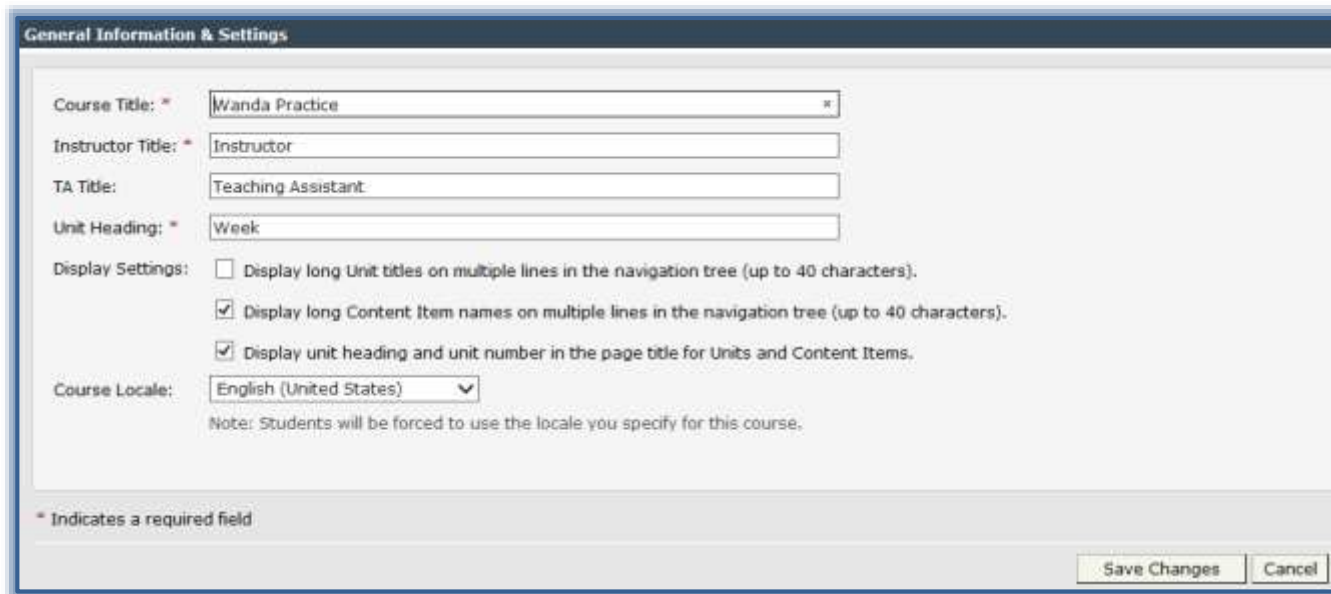 General Information & Settings
Course Title: * Wanda Practice
Instructor Title: * Instructor
TA Title: Teaching Assistant
Unit Heading: * Week
Display Settings: Display long Unit titles on multiple lines in the navigation tree (up to 40 characters).
Display long Content Item names on multiple lines in the navigation tree (up to 40 characters).
Display unit heading and unit number in the page title for Units and Content Items.
Course Locale: English (United States)
Note: Students will be forced to use the locale you specify for this course.
* Indicates a required field
Save Changes Cancel